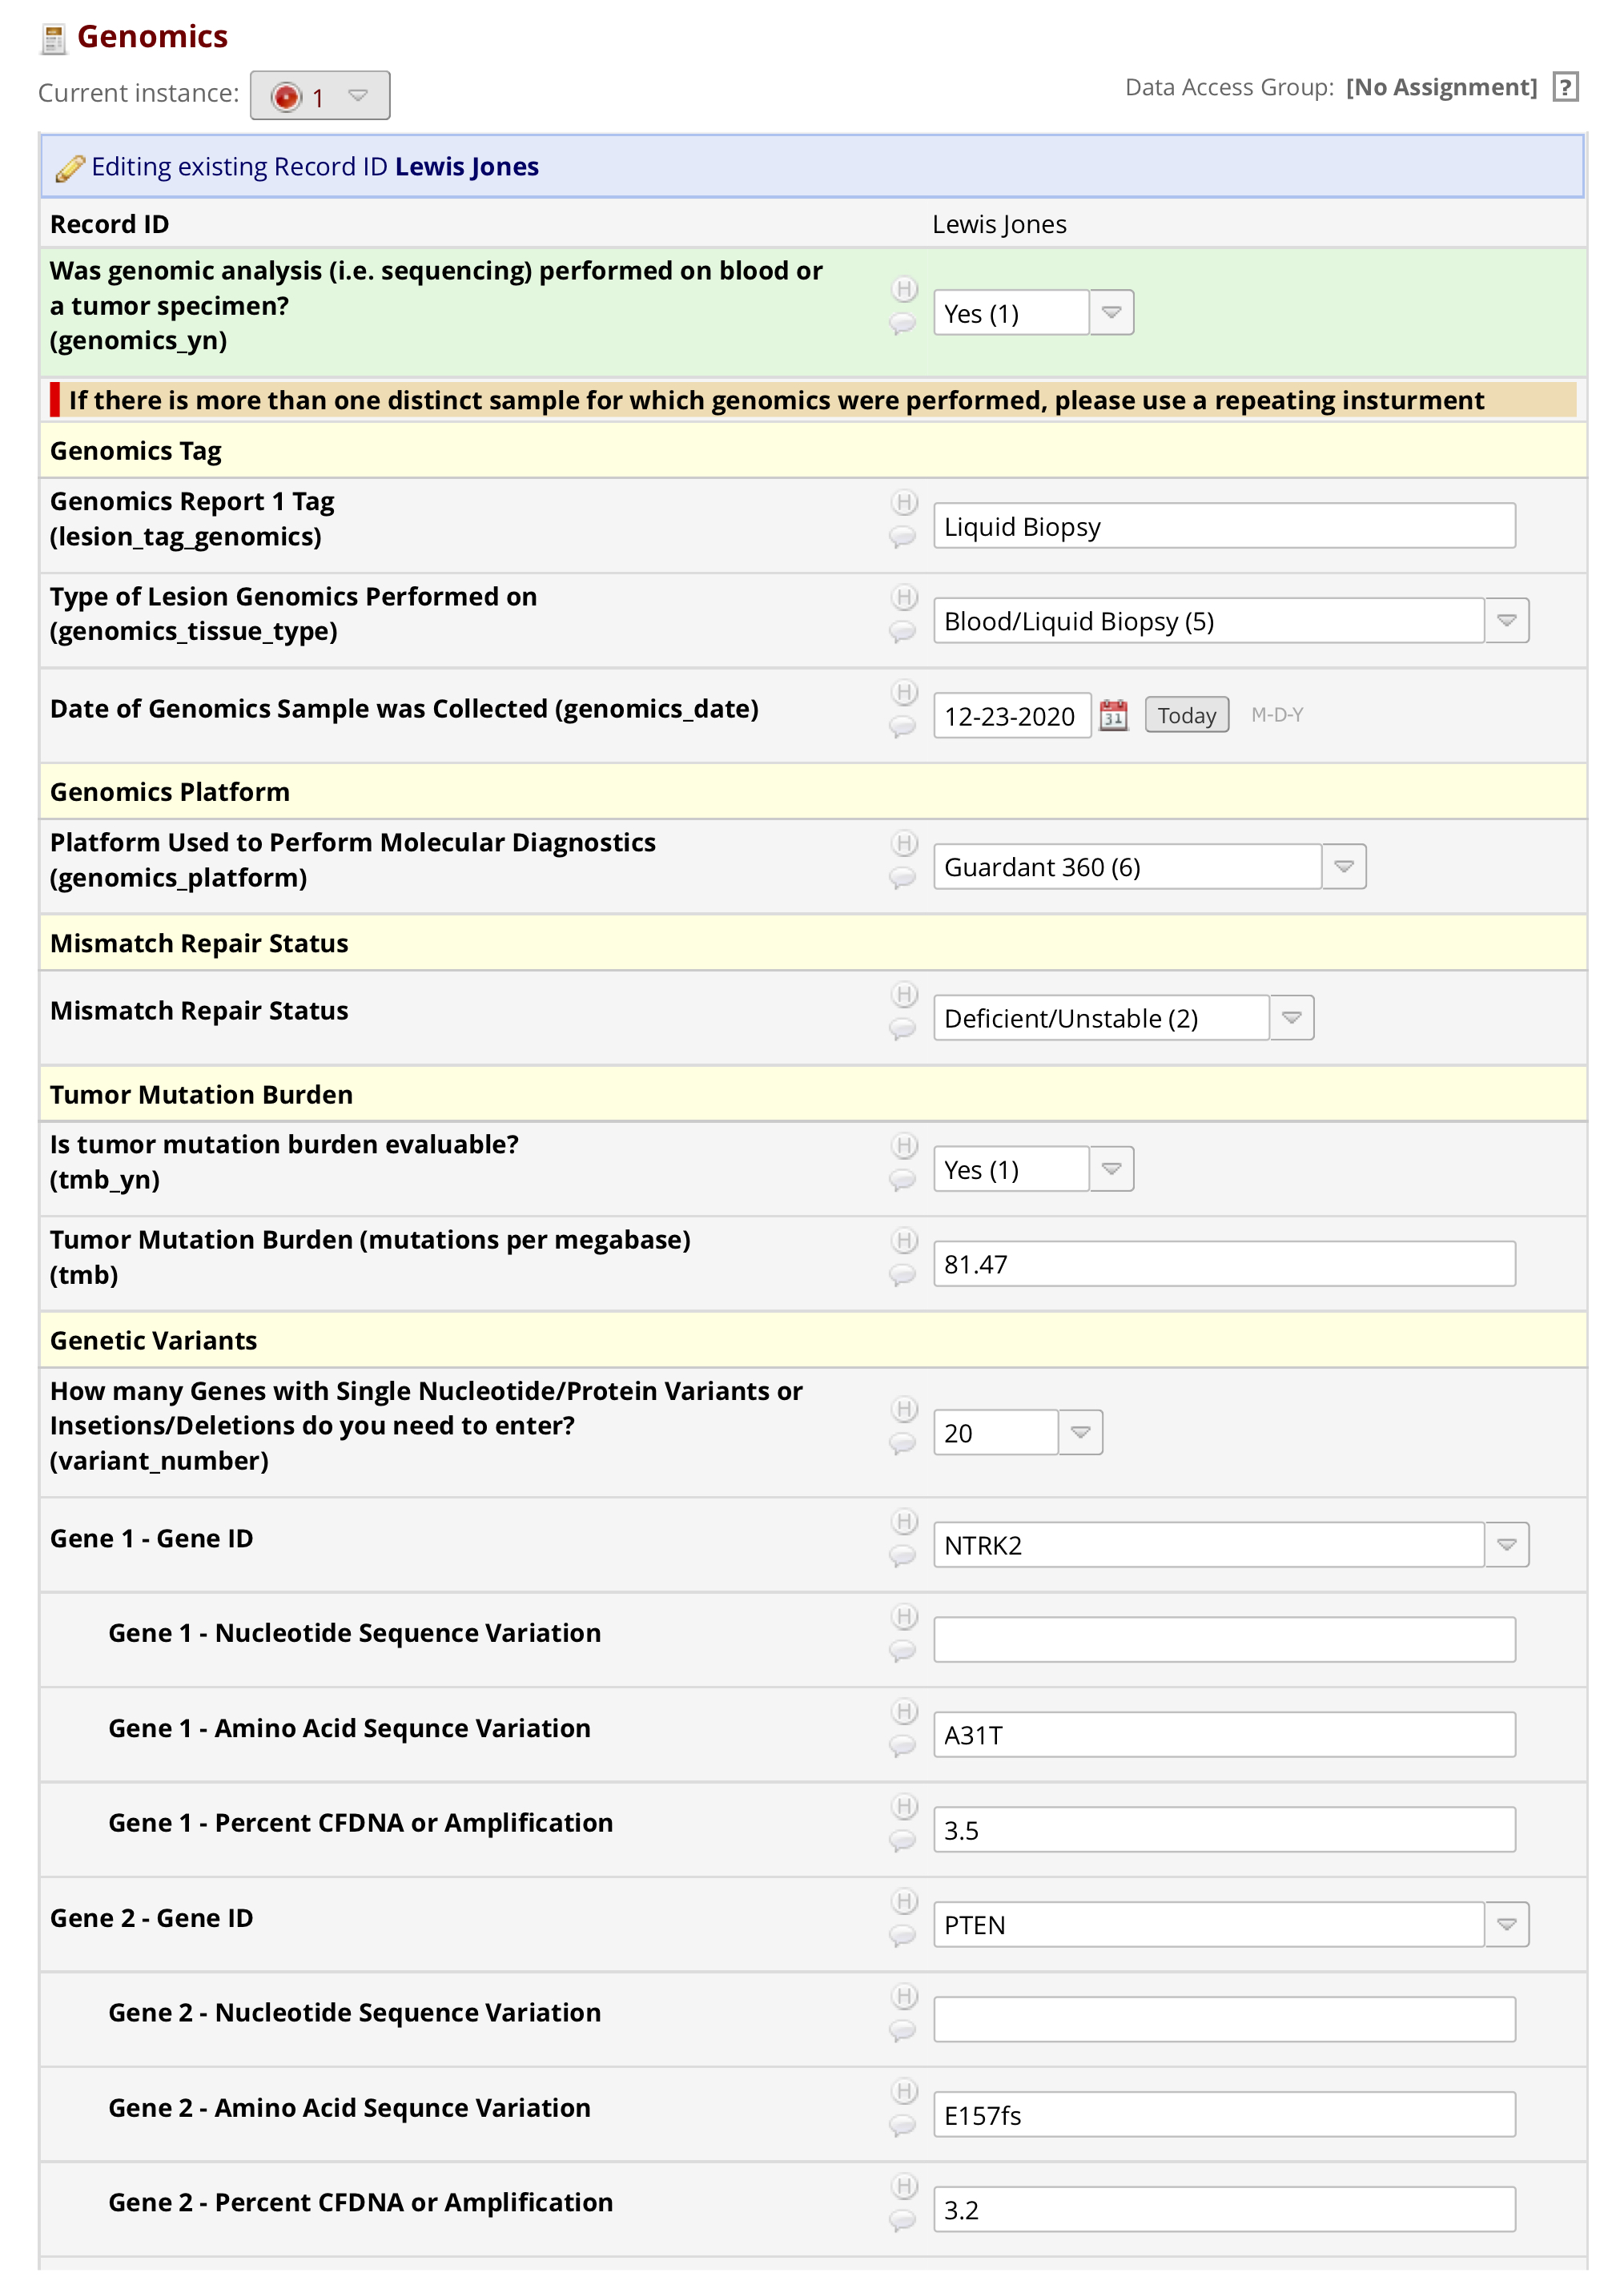 Genomics
Current instance: 1
Data Access Group: [No Assignment] ?
Editing existing Record ID Lewis Jones
Record ID Lewis Jones
Was genomic analysis (i.e. sequencing) performed on blood or
a tumor specimen?
(genomics_yn)
H
Yes (1)
If there is more than one distinct sample for which genomics were performed, please use a repeating insturment
Genomics Tag
Genomics Report 1 Tag
(lesion_tag_genomics)
H
Liquid Biopsy
Type of Lesion Genomics Performed on
(genomics_tissue_type)
H
Blood/Liquid Biopsy (5)
Date of Genomics Sample was Collected (genomics_date)
H
12-23-2020 31 Today M-D-Y
Genomics Platform
Platform Used to Perform Molecular Diagnostics
(genomics_platform)
H
Guardant 360 (6)
Mismatch Repair Status
Mismatch Repair Status
H
Deficient/Unstable (2)
Tumor Mutation Burden
Is tumor mutation burden evaluable?
(tmb_yn)
H
Yes (1)
Tumor Mutation Burden (mutations per megabase)
(tmb)
H
81.47
Genetic Variants
How many Genes with Single Nucleotide/Protein Variants or
Insetions/Deletions do you need to enter?
(variant_number)
H
20
Gene 1 - Gene ID
H
NTRK2
Gene 1 - Nucleotide Sequence Variation
H
Gene 1 - Amino Acid Sequnce Variation
H
A31T
Gene 1 - Percent CFDNA or Amplification
H
3.5
Gene 2 - Gene ID
H
PTEN
Gene 2 - Nucleotide Sequence Variation
H
Gene 2 - Amino Acid Sequnce Variation
H
E157fs
Gene 2 - Percent CFDNA or Amplification
H
3.2